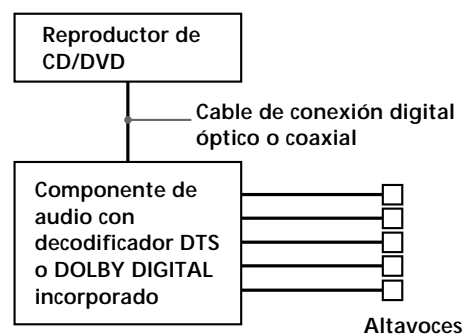 Reproductor de
CD/DVD
Cable de conexión digital
óptico o coaxial
Componente de
audio con
decodificador DTS
o DOLBY DIGITAL
incorporado
Altavoces